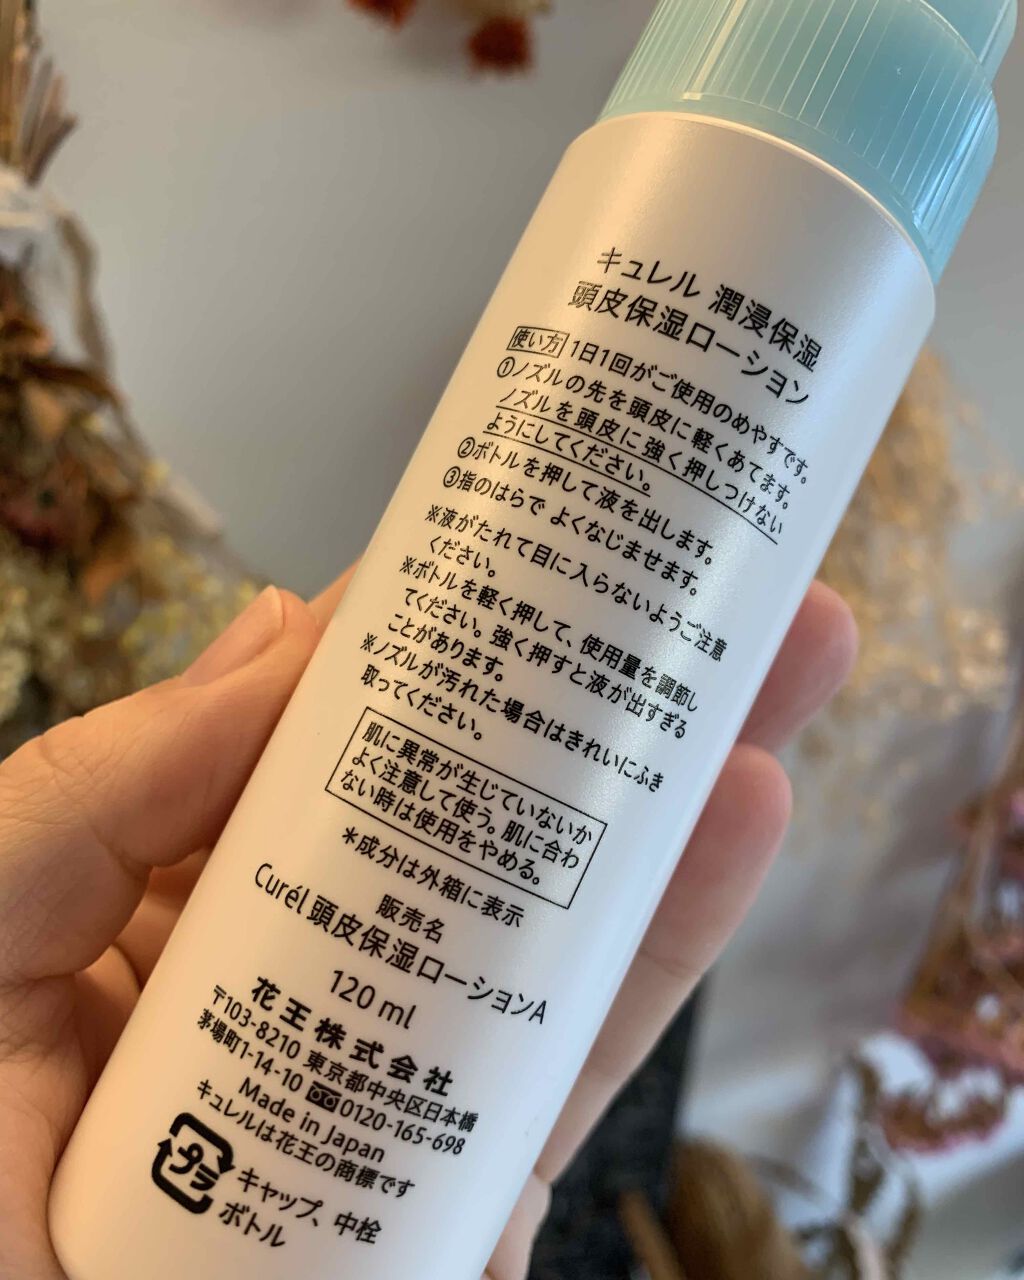 キュレル 潤浸保湿
頭皮保湿ローション
使い方 1日1回がご使用のめやすです。
①ノズルの先を頭皮に軽くあてます。
ノズルを頭皮に強く押しつけない
ようにしてください。
②ボトルを押して液を出します。
③指のはらで よくなじませます。
※液がたれて目に入らないようご注意
ください。
※ボトルを軽く押して、使用量を調節し
てください。強く押すと液が出すぎる
ことがあります。
※ノズルが汚れた場合はきれいにふき
取ってください。
肌に異常が生じていないか
よく注意して使う。肌に合わ
ない時は使用をやめる。
*成分は外箱に表示
販売名
Curél頭皮保湿ローションA
120 ml
花王株式会社
〒103-8210 東京都中央区日本橋
茅場町1-14-10 0120-165-698
Made in Japan
キュレルは花王の商標です
プラ キャップ、中栓
ボトル